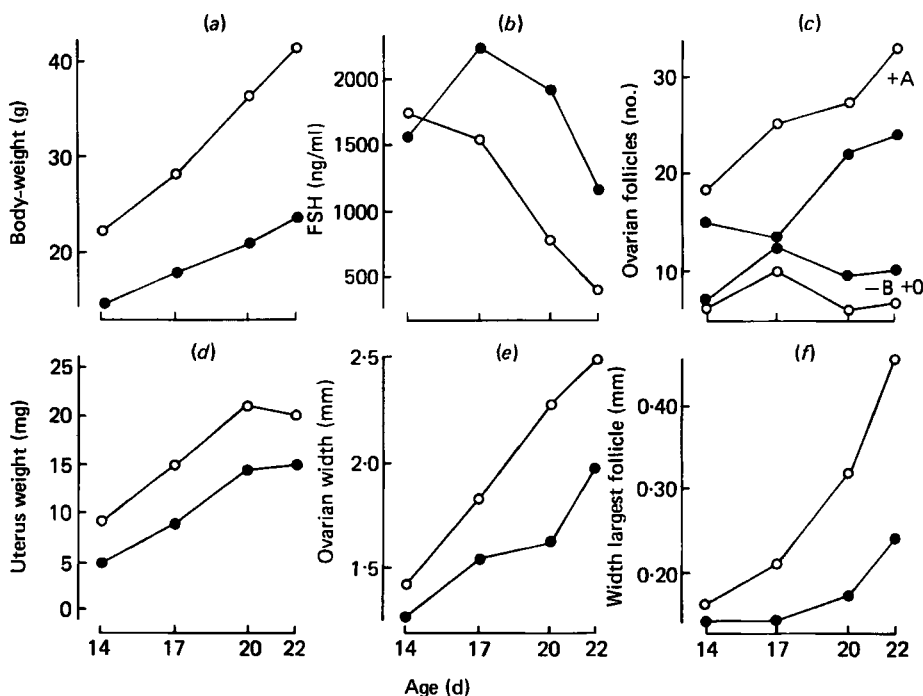 (a)
Body-weight (g)
40
30
20
(b)
FSH (ng/ml)
2000
1500
1000
500
(c)
Ovarian follicles (no.)
30
20
10
+A
−B +0
(d)
Uterus weight (mg)
25
20
15
10
5
0
14 17 20 22
(e)
Ovarian width (mm)
2·5
2·0
1·5
14 17 20 22
(f)
Width largest follicle (mm)
0·40
0·30
0·20
14 17 20 22
Age (d)